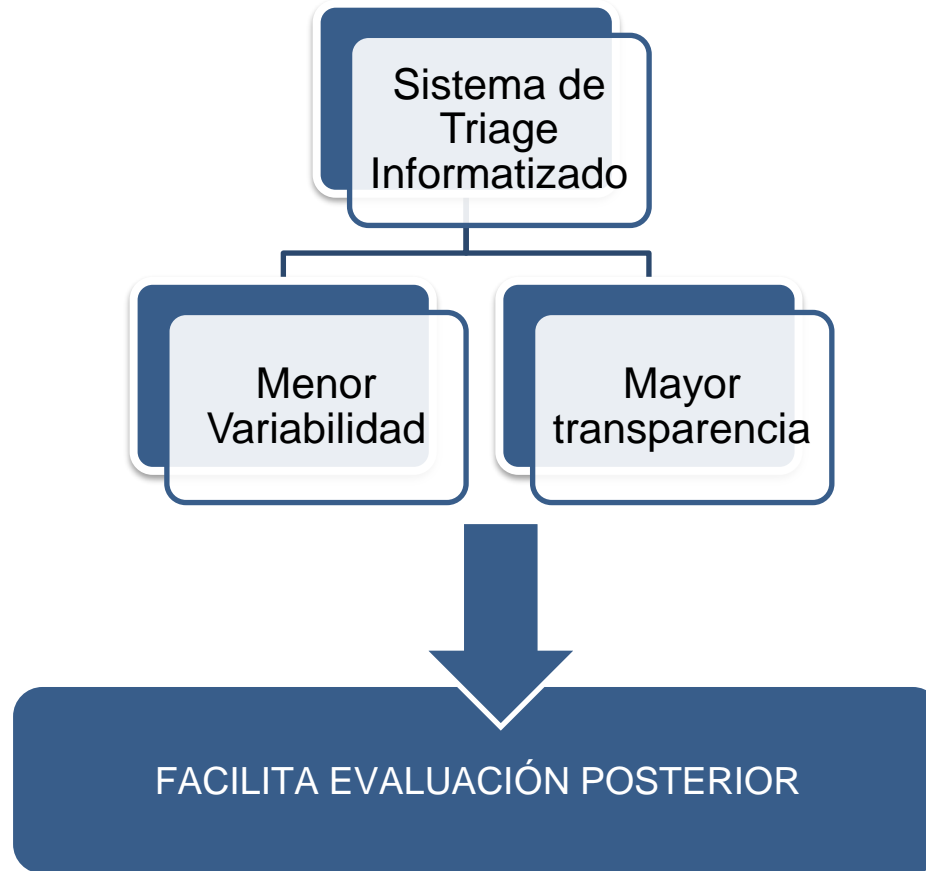 Sistema de
Triage
Informatizado
Menor
Variabilidad
Mayor
transparencia
FACILITA EVALUACIÓN POSTERIOR